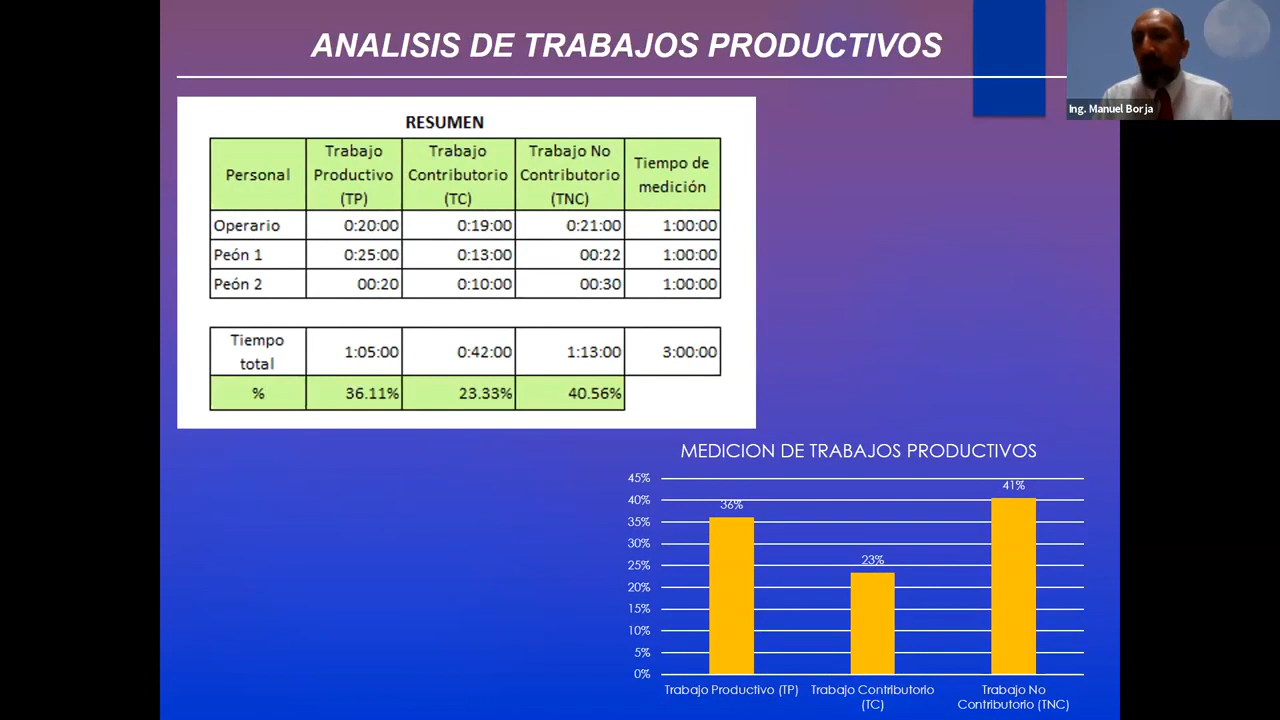 ANALISIS DE TRABAJOS PRODUCTIVOS
Ing. Manuel Borja
RESUMEN
Personal Trabajo Productivo (TP) Trabajo Contributorio (TC) Trabajo No Contributorio (TNC) Tiempo de medición
Operario 0:20:00 0:19:00 0:21:00 1:00:00
Peón 1 0:25:00 0:13:00 00:22 1:00:00
Peón 2 00:20 0:10:00 00:30 1:00:00
Tiempo total 1:05:00 0:42:00 1:13:00 3:00:00
% 36.11% 23.33% 40.56%
MEDICION DE TRABAJOS PRODUCTIVOS
45%
40%
35%
30%
25%
20%
15%
10%
5%
0%
36%
23%
41%
Trabajo Productivo (TP)
Trabajo Contributorio
(TC)
Trabajo No
Contributorio (TNC)